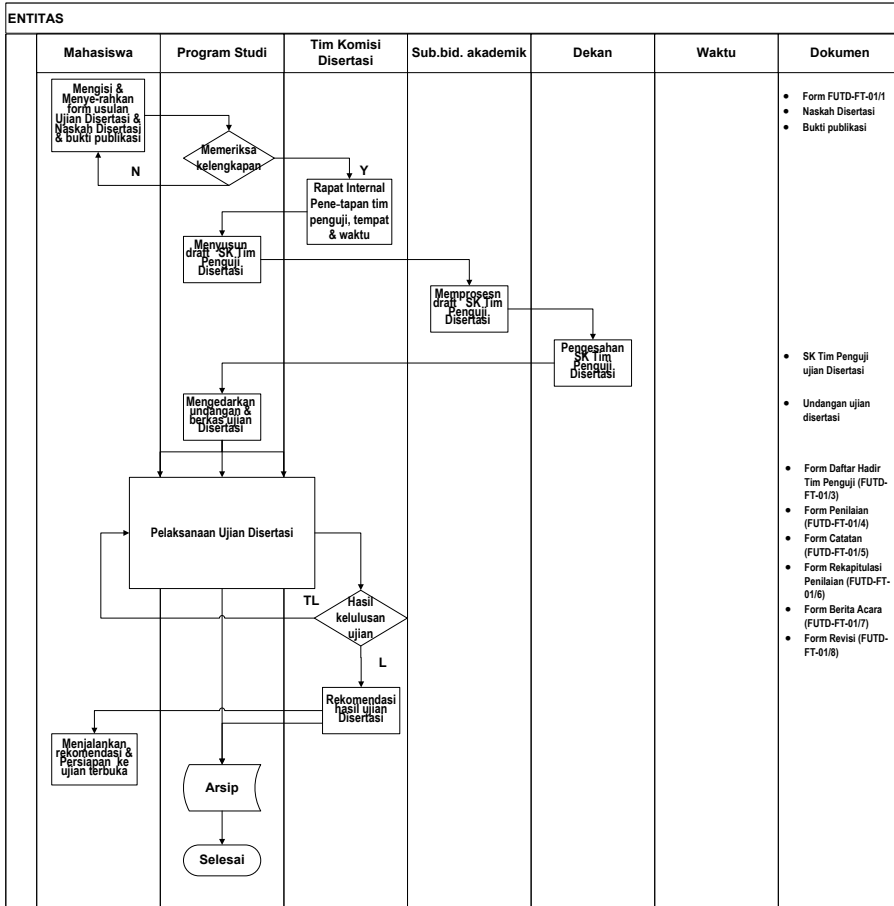 ENTITAS
Mahasiswa
Program Studi
Tim Komisi
Disertasi
Sub.bid. akademik
Dekan
Waktu
Dokumen
Mengisi &
Menye-rahkan
form usulan
Ujian Disertasi &
Naskah Disertasi
& bukti publikasi
Memeriksa
kelengkapan
N
Y
Rapat Internal
Pene-tapan tim
penguji, tempat
& waktu
Menyusun
draft SK Tim
Penguji
Disertasi
Memprosesn
draft SK Tim
Penguji
Disertasi
Pengesahan
SK Tim
Penguji
Disertasi
Mengedarkan
undangan &
berkas ujian
Disertasi
Pelaksanaan Ujian Disertasi
TL
Hasil
kelulusan
ujian
L
Rekomendasi
hasil ujian
Disertasi
Menjalankan
rekomendasi &
Persiapan ke
ujian terbuka
Arsip
Selesai
• Form FUTD-FT-01/1
• Naskah Disertasi
• Bukti publikasi
• SK Tim Penguji
ujian Disertasi
• Undangan ujian
disertasi
• Form Daftar Hadir
Tim Penguji (FUTD-
FT-01/3)
• Form Penilaian
(FUTD-FT-01/4)
• Form Catatan
(FUTD-FT-01/5)
• Form Rekapitulasi
Penilaian (FUTD-FT-
01/6)
• Form Berita Acara
(FUTD-FT-01/7)
• Form Revisi (FUTD-
FT-01/8)